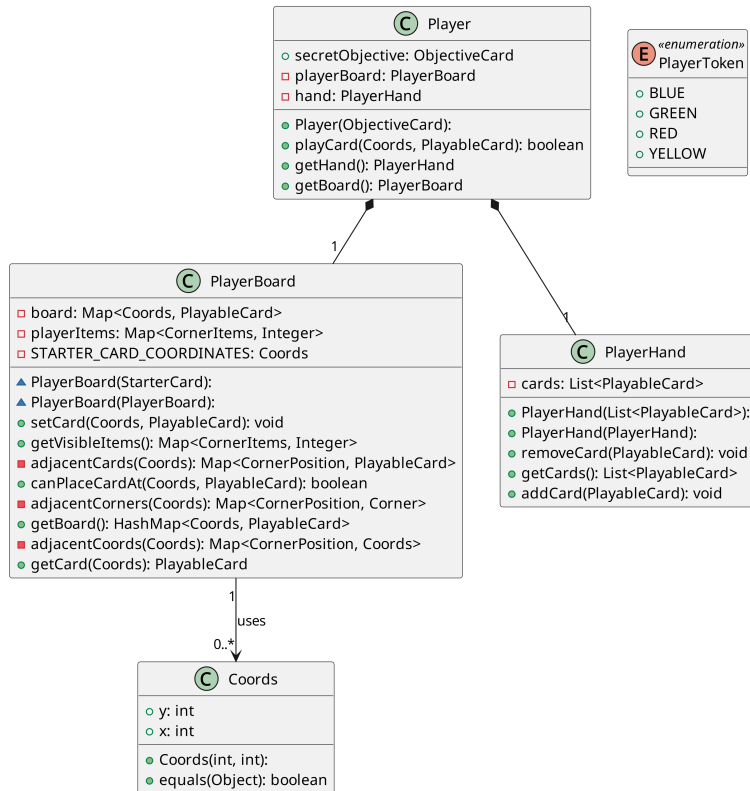 C Player
secretObjective: ObjectiveCard
playerBoard: PlayerBoard
hand: PlayerHand
Player(ObjectiveCard):
playCard(Coords, PlayableCard): boolean
getHand(): PlayerHand
getBoard(): PlayerBoard
E «enumeration»
PlayerToken
BLUE
GREEN
RED
YELLOW
1
1
C PlayerBoard
board: Map<Coords, PlayableCard>
playerItems: Map<CornerItems, Integer>
STARTER_CARD_COORDINATES: Coords
PlayerBoard(StarterCard):
PlayerBoard(PlayerBoard):
setCard(Coords, PlayableCard): void
getVisibleItems(): Map<CornerItems, Integer>
adjacentCards(Coords): Map<CornerPosition, PlayableCard>
canPlaceCardAt(Coords, PlayableCard): boolean
adjacentCorners(Coords): Map<CornerPosition, Corner>
getBoard(): HashMap<Coords, PlayableCard>
adjacentCoords(Coords): Map<CornerPosition, Coords>
getCard(Coords): PlayableCard
C PlayerHand
cards: List<PlayableCard>
PlayerHand(List<PlayableCard>):
PlayerHand(PlayerHand):
removeCard(PlayableCard): void
getCards(): List<PlayableCard>
addCard(PlayableCard): void
1
uses
0..*
C Coords
y: int
x: int
Coords(int, int):
equals(Object): boolean